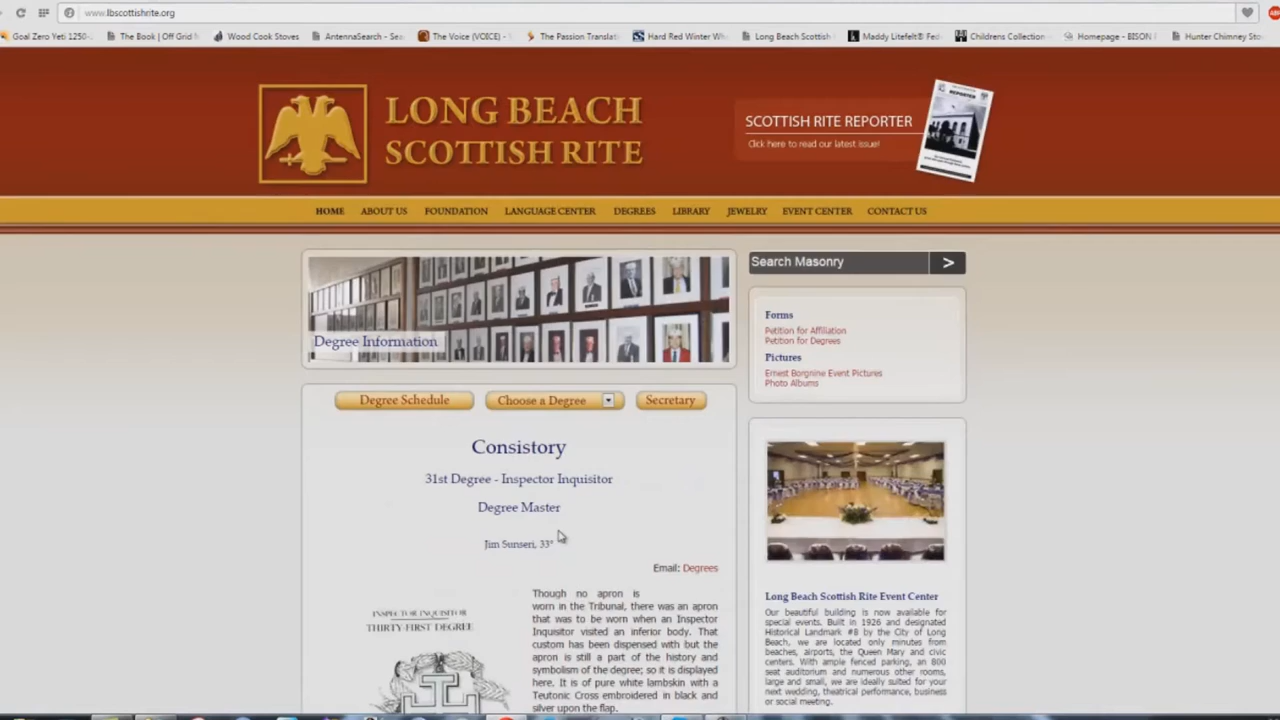 www.lbscottishrite.org
Goal Zero Yeti 1250-
The Book | Off Grid
Wood Cook Stoves
AntennaSearch - Sea
The Voice (VOICE) -
The Passion Translati
Hard Red Winter Wh
Long Beach Scottish
Maddy Litefelt® Fed
Childrens Collection
Homepage - BISON
Hunter Chimney Sto
LONG BEACH
SCOTTISH RITE
SCOTTISH RITE REPORTER
Click here to read our latest issue!
REPORTER
HOME ABOUT US FOUNDATION LANGUAGE CENTER DEGREES LIBRARY JEWELRY EVENT CENTER CONTACT US
Degree Information
Degree Schedule Choose a Degree Secretary
Consistory
31st Degree - Inspector Inquisitor
Degree Master
Jim Sunseri, 33°
Email: Degrees
INSPECTOR INQUISITOR
THIRTY-FIRST DEGREE
Though no apron is
worn in the Tribunal, there was an apron
that was to be worn when an Inspector
Inquisitor visited an inferior body. That
custom has been dispensed with but the
apron is still a part of the history and
symbolism of the degree; so it is displayed
here. It is of pure white lambskin with a
Teutonic Cross embroidered in black and
silver upon the flap.
Search Masonry >
Forms
Petition for Affiliation
Petition for Degrees
Pictures
Ernest Borgnine Event Pictures
Photo Albums
Long Beach Scottish Rite Event Center
Our beautiful building is now available for
special events. Built in 1926 and designated
Historical Landmark #8 by the City of Long
Beach, we are located only minutes from
beaches, airports, the Queen Mary and civic
centers. With ample fenced parking, an 800
seat auditorium and numerous other rooms,
large and small, we are ideally suited for your
next wedding, theatrical performance, business
or social meeting.